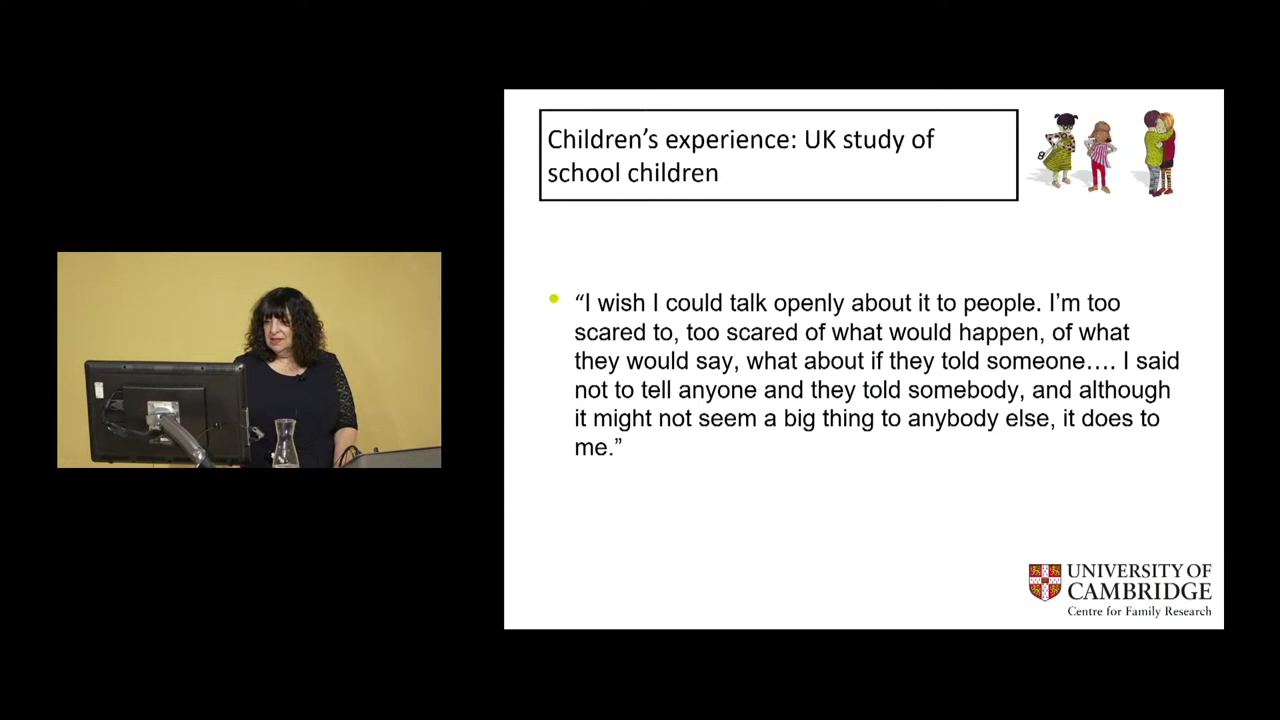 Children’s experience: UK study of
school children
“I wish I could talk openly about it to people. I’m too
scared to, too scared of what would happen, of what
they would say, what about if they told someone…. I said
not to tell anyone and they told somebody, and although
it might not seem a big thing to anybody else, it does to
me.”
UNIVERSITY OF
CAMBRIDGE
Centre for Family Research